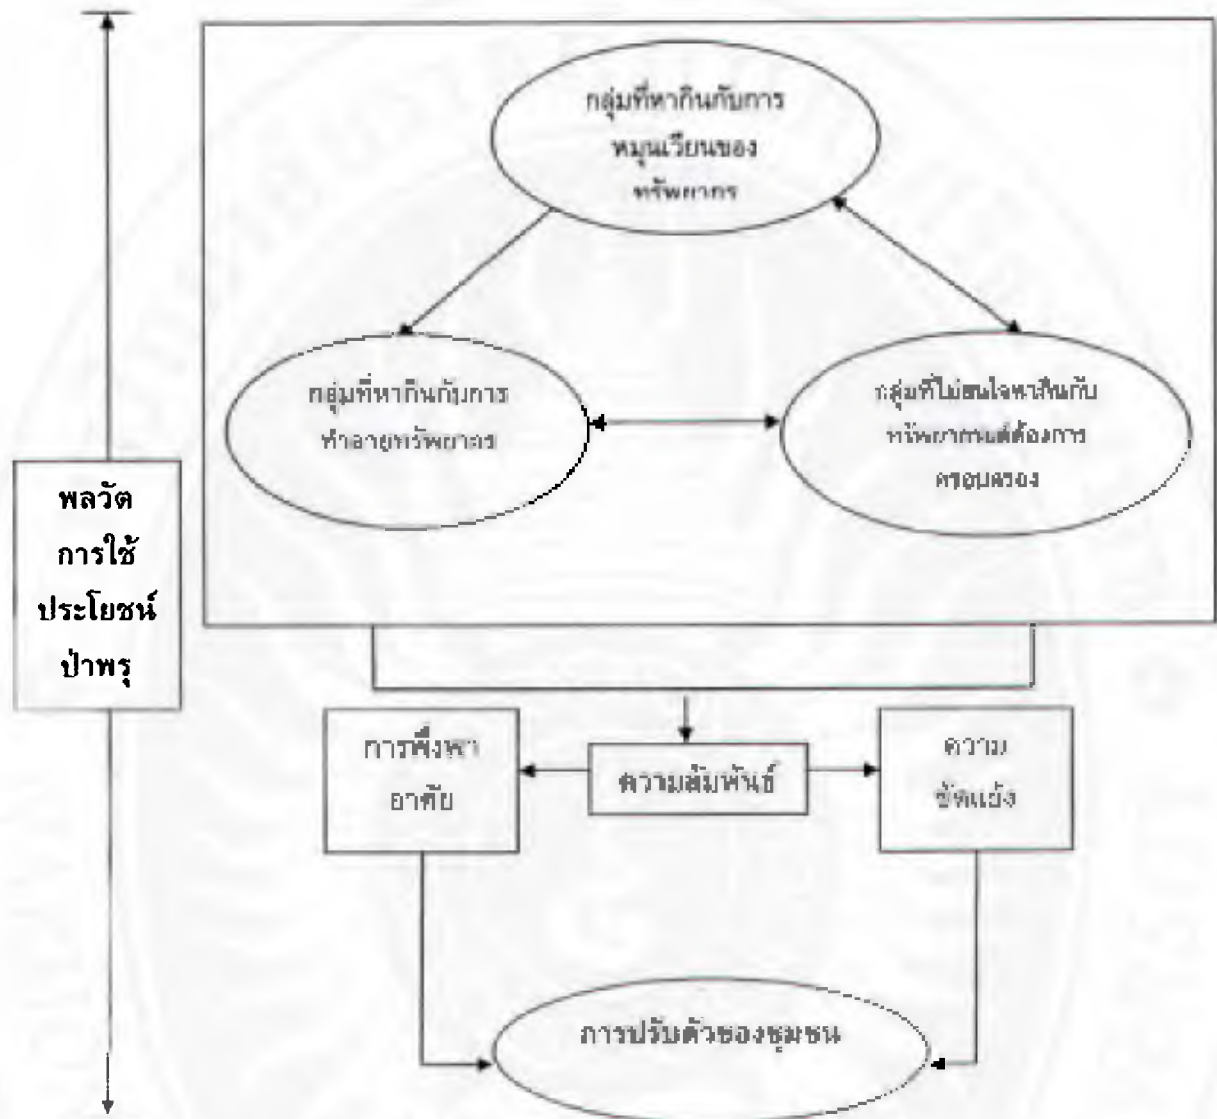 กลุ่มที่หากินกับการ
หมุนเวียนของ
ทรัพยากร
กลุ่มที่หากินกับการ
ทำลายทรัพยากร
กลุ่มที่ไม่สนใจหากินกับ
ทรัพยากรแต่ต้องการ
ครอบครอง
พลวัต
การใช้
ประโยชน์
ป่าพรุ
การพึ่งพา
อาศัย
ความสัมพันธ์
ความ
ขัดแย้ง
การปรับตัวของชุมชน